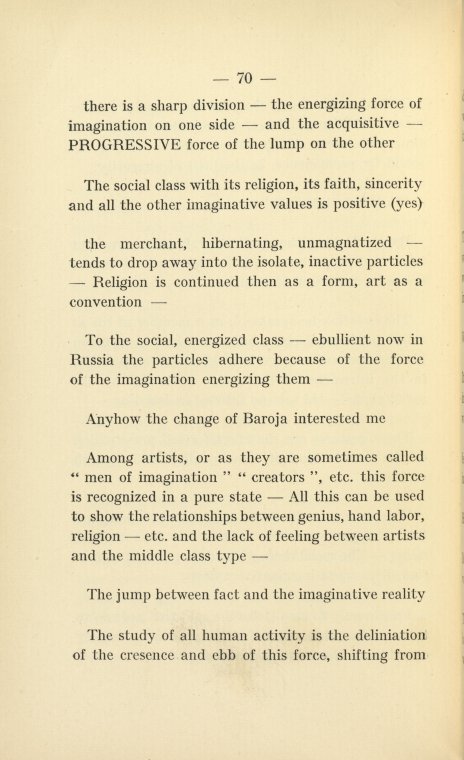 — 70 —
there is a sharp division — the energizing force of
imagination on one side — and the acquisitive —
PROGRESSIVE force of the lump on the other
The social class with its religion, its faith, sincerity
and all the other imaginative values is positive (yes)
the merchant, hibernating, unmagnatized —
tends to drop away into the isolate, inactive particles
— Religion is continued then as a form, art as a
convention —
To the social, energized class — ebullient now in
Russia the particles adhere because of the force
of the imagination energizing them —
Anyhow the change of Baroja interested me
Among artists, or as they are sometimes called
“ men of imagination ” “ creators ”, etc. this force
is recognized in a pure state — All this can be used
to show the relationships between genius, hand labor,
religion — etc. and the lack of feeling between artists
and the middle class type —
The jump between fact and the imaginative reality
The study of all human activity is the deliniation
of the cresence and ebb of this force, shifting from